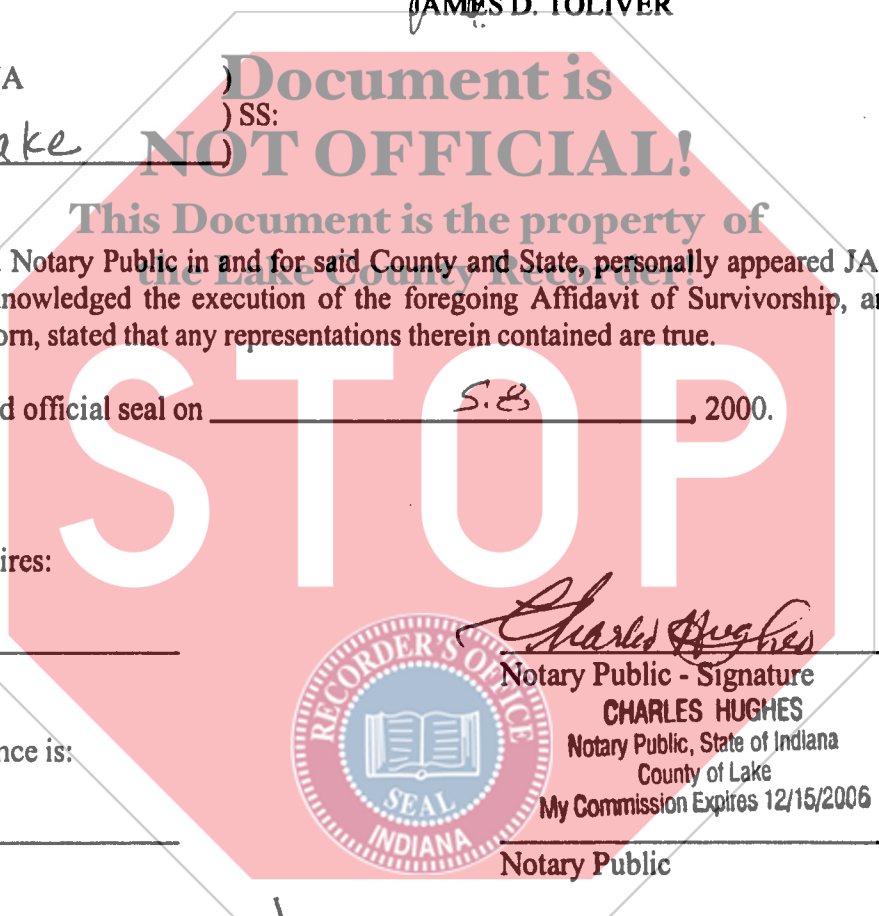 JAMES D. TOLIVER
Document is
A )
) SS:
ake )
NOT OFFICIAL!
This Document is the property of
the Lake County Recorder!
Notary Public in and for said County and State, personally appeared JA
nowledged the execution of the foregoing Affidavit of Survivorship, a
orn, stated that any representations therein contained are true.
d official seal on S.8, 2000.
STOP
ires:
Charles Hughes
Notary Public - Signature
CHARLES HUGHES
Notary Public, State of Indiana
County of Lake
My Commission Expires 12/15/2006
nce is:
RECORDER'S OFFICE
SEAL
INDIANA
Notary Public